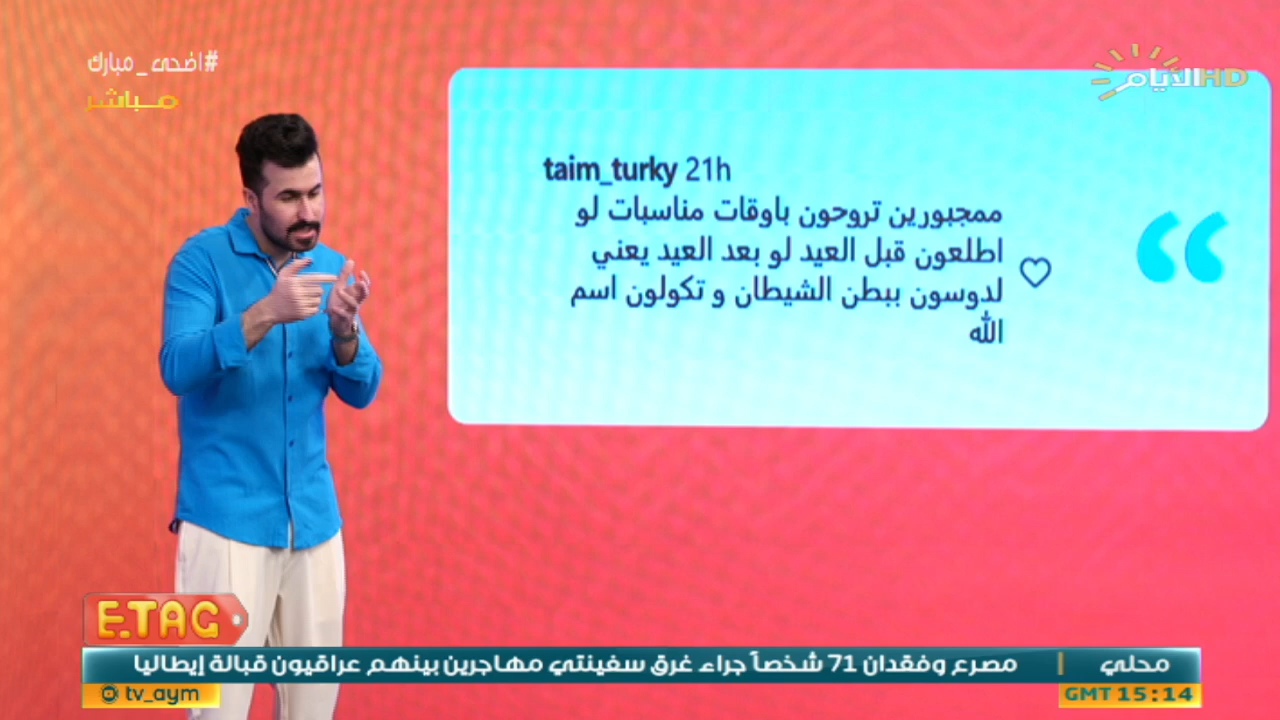 #اضحى_مبارك
مباشر
الأيام HD
taim_turky 21h
ممجبورين تروحون باوقات مناسبات لو
اطلعون قبل العيد لو بعد العيد يعني
لدوسون ببطن الشيطان و تكولون اسم
الله
E.TAG
محلي | مصرع وفقدان 71 شخصاً جراء غرق سفينتي مهاجرين بينهم عراقيون قبالة إيطاليا
tv_aym
GMT 15:14